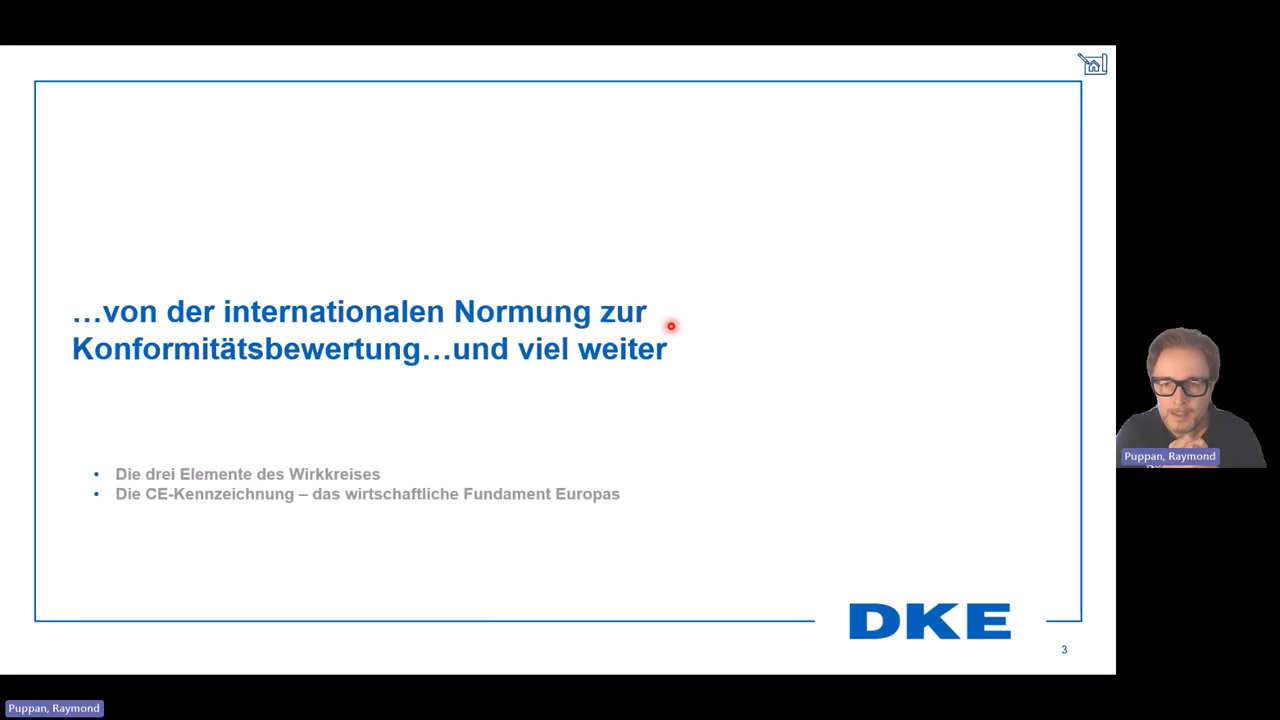 …von der internationalen Normung zur
Konformitätsbewertung…und viel weiter
• Die drei Elemente des Wirkkreises
• Die CE-Kennzeichnung – das wirtschaftliche Fundament Europas
DKE
3
Puppan, Raymond
Puppan, Raymond